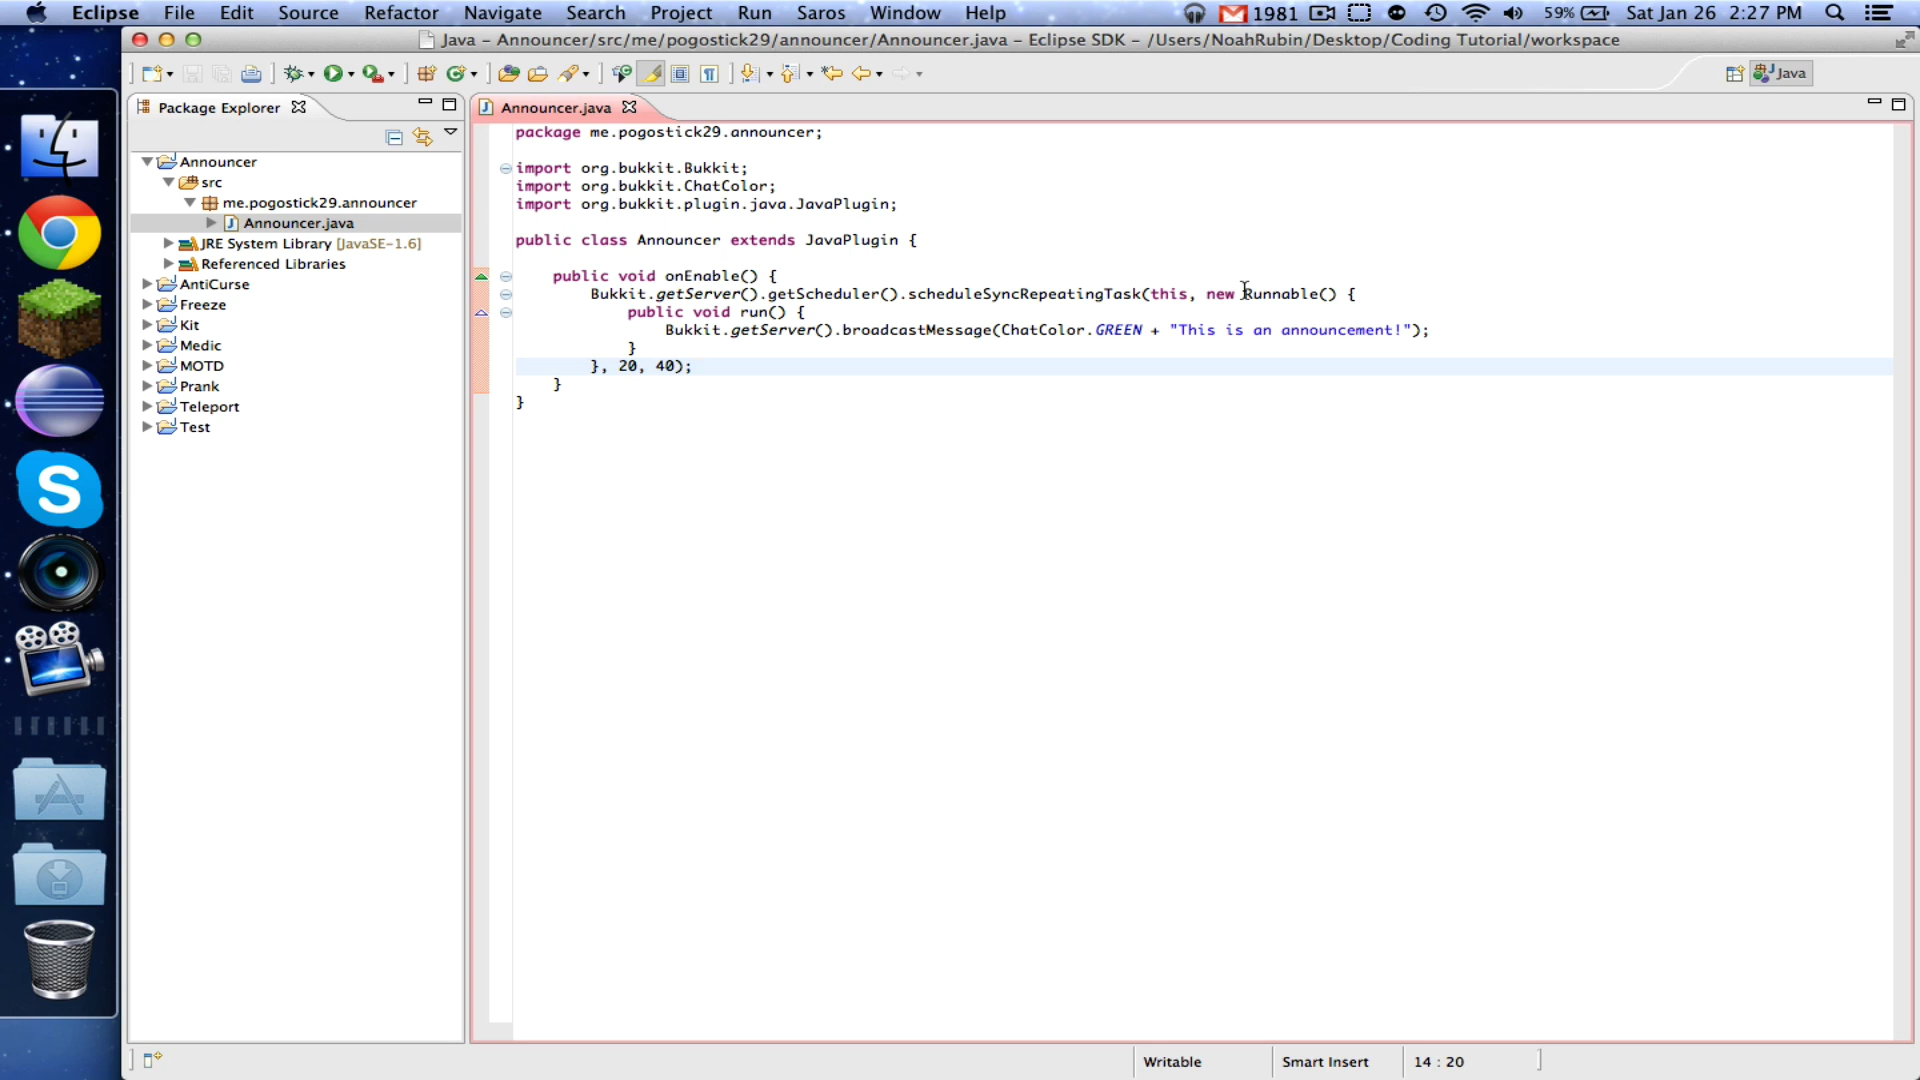 Eclipse File Edit Source Refactor Navigate Search Project Run Saros Window Help 1981 59% Sat Jan 26 2:27 PM
Java – Announcer/src/me/pogostick29/announcer/Announcer.java – Eclipse SDK – /Users/NoahRubin/Desktop/Coding Tutorial/workspace
Java
Package Explorer
Announcer
src
me.pogostick29.announcer
Announcer.java
JRE System Library [JavaSE-1.6]
Referenced Libraries
AntiCurse
Freeze
Kit
Medic
MOTD
Prank
Teleport
Test
Announcer.java
package me.pogostick29.announcer;
import org.bukkit.Bukkit;
import org.bukkit.ChatColor;
import org.bukkit.plugin.java.JavaPlugin;
public class Announcer extends JavaPlugin {
public void onEnable() {
Bukkit.getServer().getScheduler().scheduleSyncRepeatingTask(this, new Runnable() {
public void run() {
Bukkit.getServer().broadcastMessage(ChatColor.GREEN + "This is an announcement!");
}
}, 20, 40);
}
}
Writable Smart Insert 14 : 20